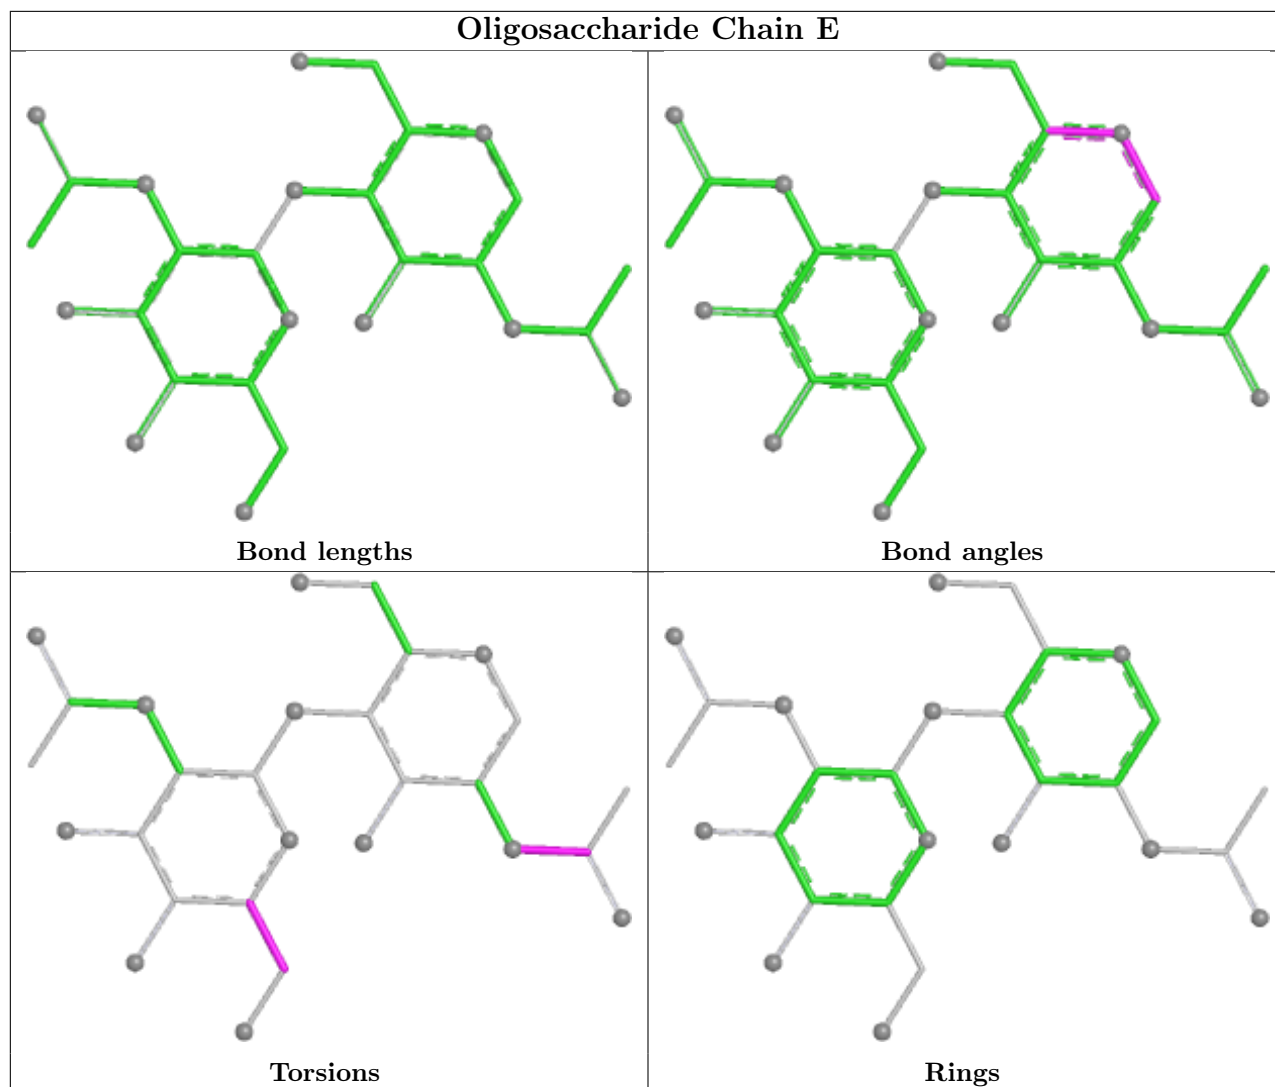 Oligosaccharide Chain E
Bond lengths
Bond angles
Torsions
Rings